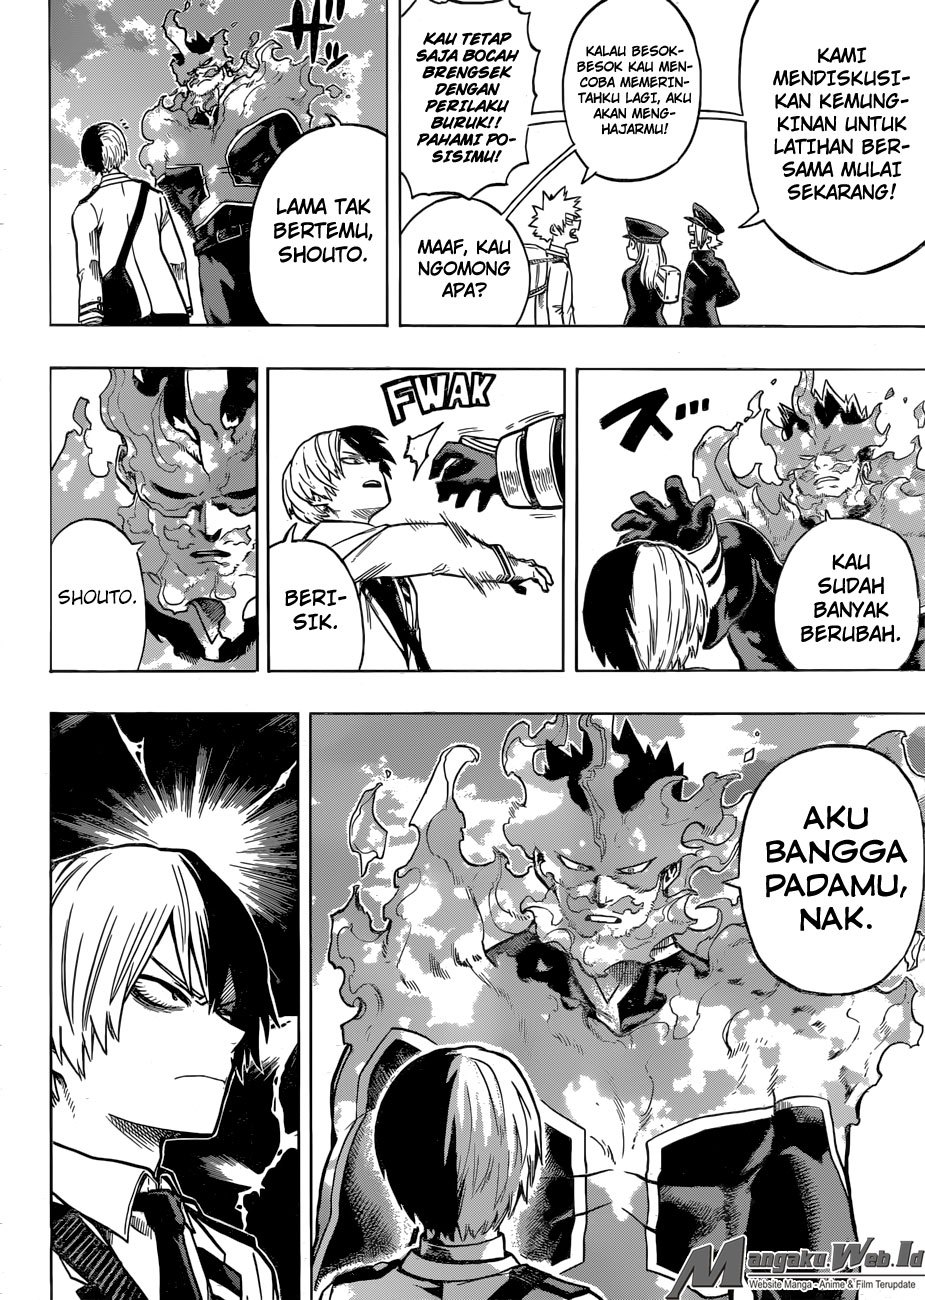 KAMI
MENDISKUSI-
KAN KEMUNG-
KINAN UNTUK
LATIHAN BER-
SAMA MULAI
SEKARANG!
KALAU BESOK-
BESOK KAU MEN-
COBA MEMERIN-
TAHKU LAGI, AKU
AKAN MENG-
HAJARMU!
KAU TETAP
SAJA BOCAH
BRENGSEK
DENGAN
PERILAKU
BURUK!!
PAHAMI PO-
SISIMU!
MAAF, KAU
NGOMONG
APA?
ザッ
LAMA TAK
BERTEMU,
SHOUTO.
ズ...
KAU
SUDAH
BANYAK
BERUBAH.
FWAK
BERI-
SIK.
SHOUTO.
AKU
BANGGA
PADAMU,
NAK.
Mangaku.Web.Id
Website Manga - Anime & Film Terupdate